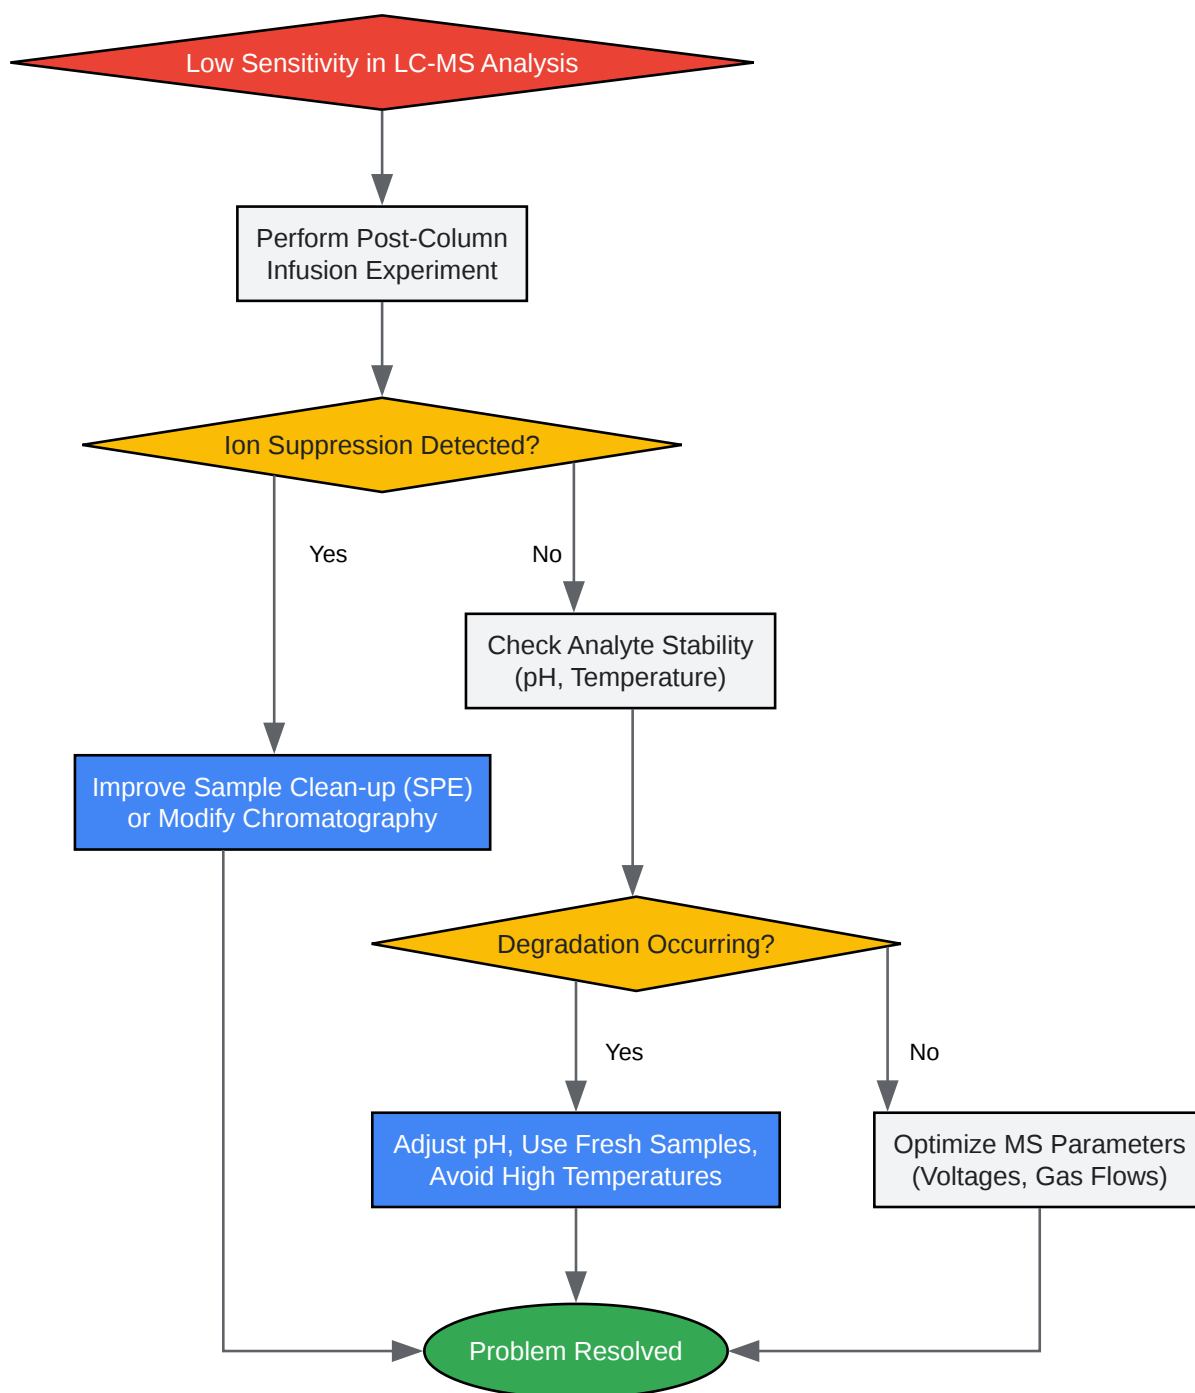 Low Sensitivity in LC-MS Analysis
Perform Post-Column
Infusion Experiment
Ion Suppression Detected?
Yes
No
Check Analyte Stability
(pH, Temperature)
Improve Sample Clean-up (SPE)
or Modify Chromatography
Degradation Occurring?
Yes
No
Adjust pH, Use Fresh Samples,
Avoid High Temperatures
Optimize MS Parameters
(Voltages, Gas Flows)
Problem Resolved